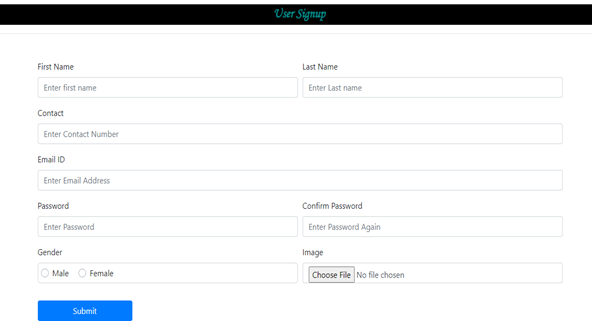 User Signup
First Name Last Name
Enter first name Enter Last name
Contact
Enter Contact Number
Email ID
Enter Email Address
Password Confirm Password
Enter Password Enter Password Again
Gender Image
Male Female Choose File No file chosen
Submit